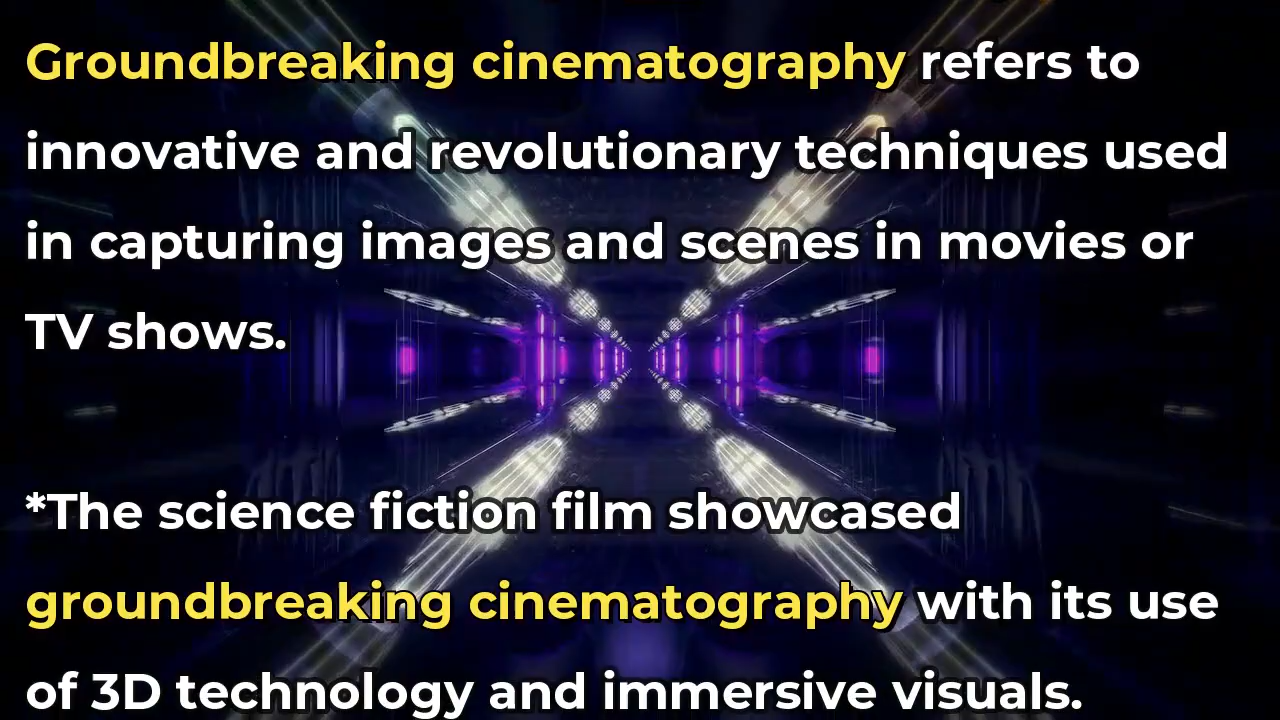 Groundbreaking cinematography refers to
innovative and revolutionary techniques used
in capturing images and scenes in movies or
TV shows.
*The science fiction film showcased
groundbreaking cinematography with its use
of 3D technology and immersive visuals.